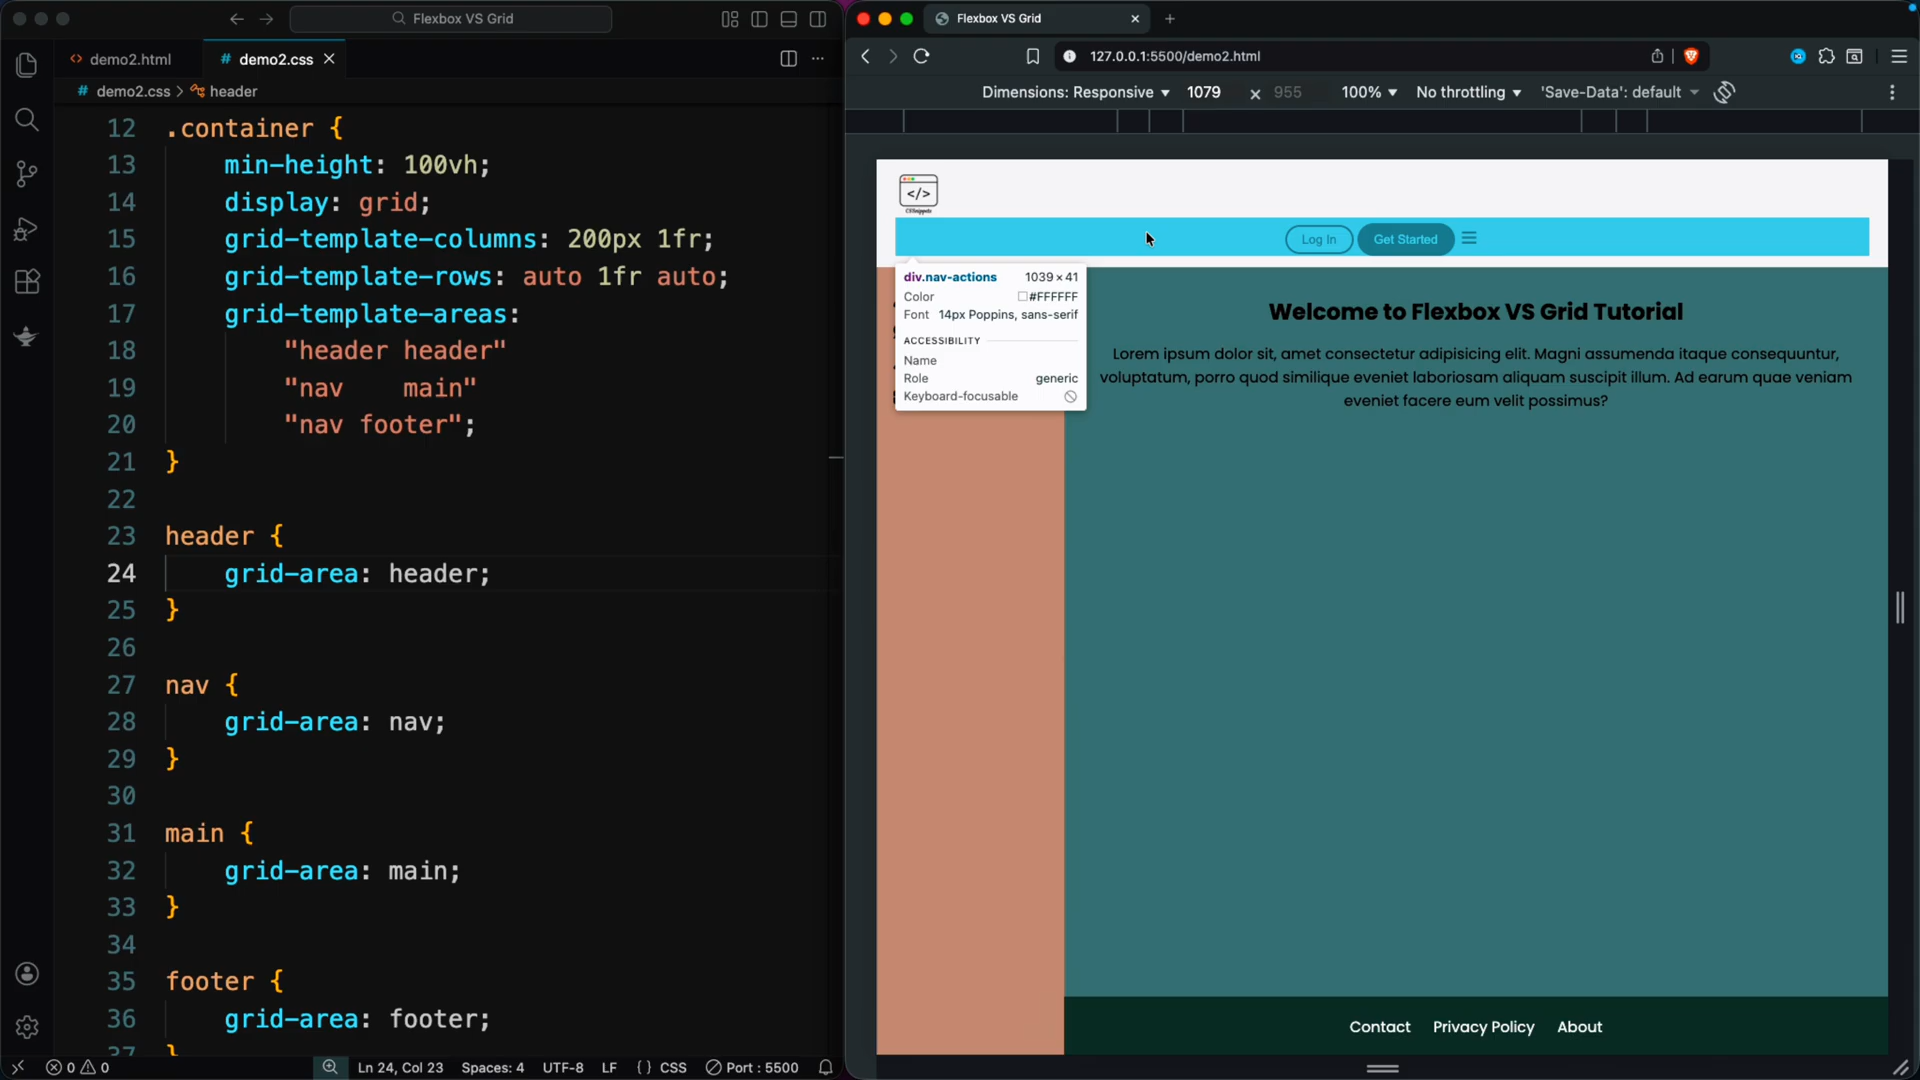 Flexbox VS Grid
demo2.html
# demo2.css
# demo2.css > header
12 .container {
13 min-height: 100vh;
14 display: grid;
15 grid-template-columns: 200px 1fr;
16 grid-template-rows: auto 1fr auto;
17 grid-template-areas:
18 "header header"
19 "nav    main"
20 "nav footer";
21 }
22
23 header {
24 grid-area: header;
25 }
26
27 nav {
28 grid-area: nav;
29 }
30
31 main {
32 grid-area: main;
33 }
34
35 footer {
36 grid-area: footer;
37 }
0 0
Ln 24, Col 23
Spaces: 4
UTF-8
LF
{ } CSS
Port : 5500
Flexbox VS Grid
127.0.0.1:5500/demo2.html
Dimensions: Responsive 1079 × 955 100% No throttling 'Save-Data': default
</>
Log In
Get Started
div.nav-actions 1039 × 41
Color #FFFFFF
Font 14px Poppins, sans-serif
ACCESSIBILITY
Name
Role generic
Keyboard-focusable
Welcome to Flexbox VS Grid Tutorial
Lorem ipsum dolor sit, amet consectetur adipisicing elit. Magni assumenda itaque consequuntur,
voluptatum, porro quod similique eveniet laboriosam aliquam suscipit illum. Ad earum quae veniam
eveniet facere eum velit possimus?
Contact Privacy Policy About